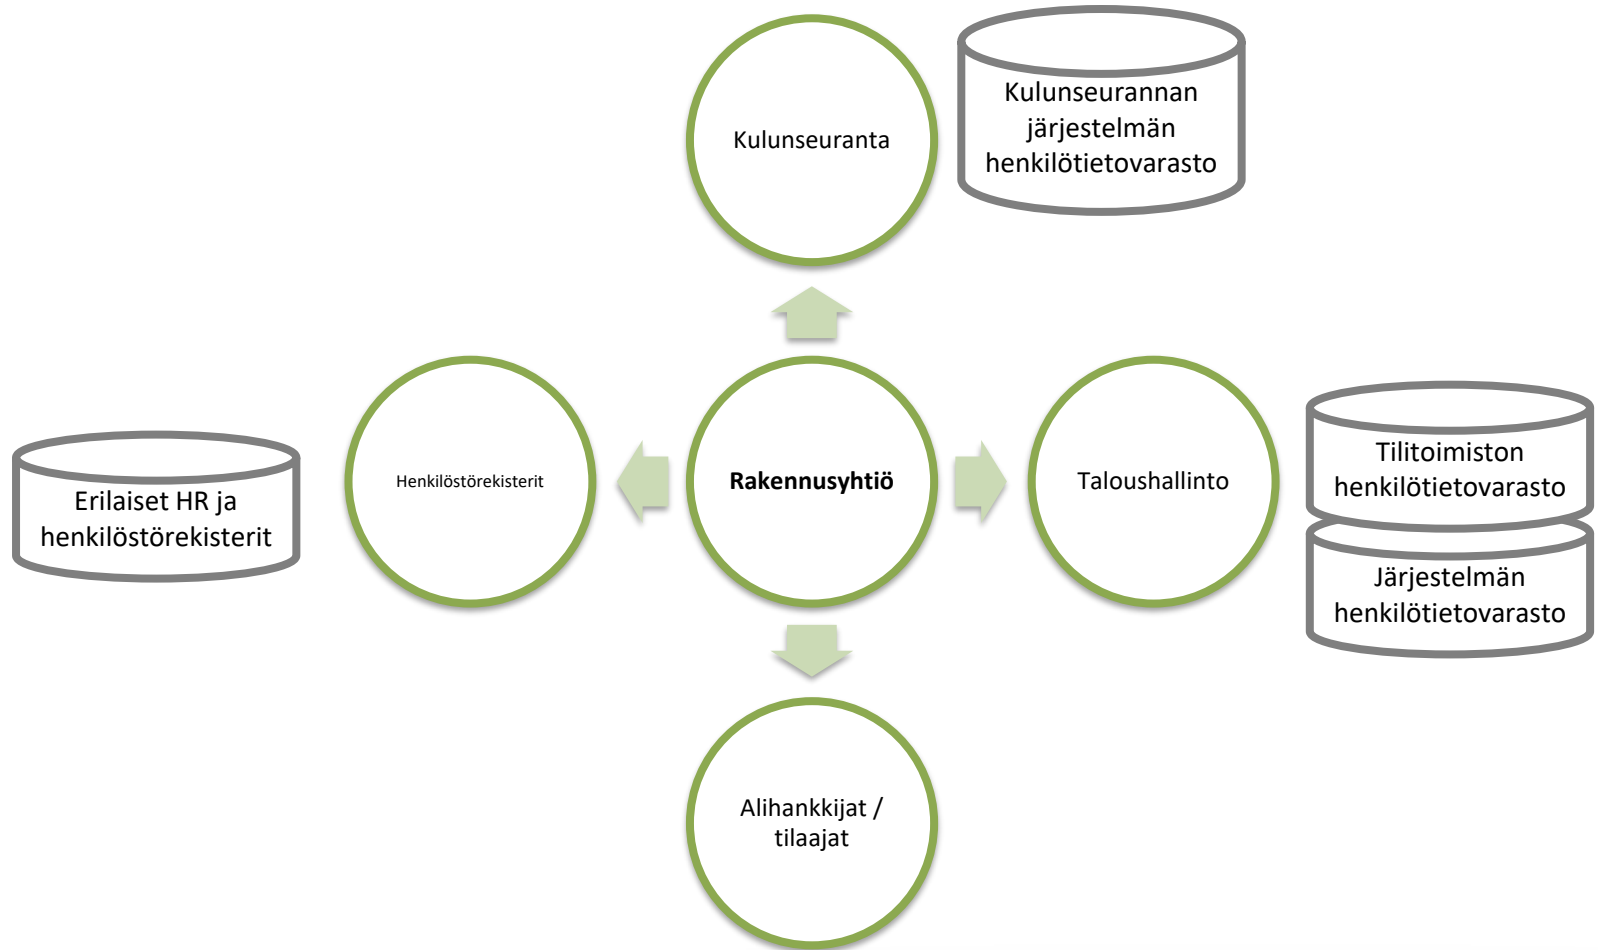 Kulunseuranta
Kulunseurannan
järjestelmän
henkilötietovarasto
Erilaiset HR ja
henkilöstörekisterit
Henkilöstörekisterit
Rakennusyhtiö
Taloushallinto
Tilitoimiston
henkilötietovarasto
Järjestelmän
henkilötietovarasto
Alihankkijat /
tilaajat